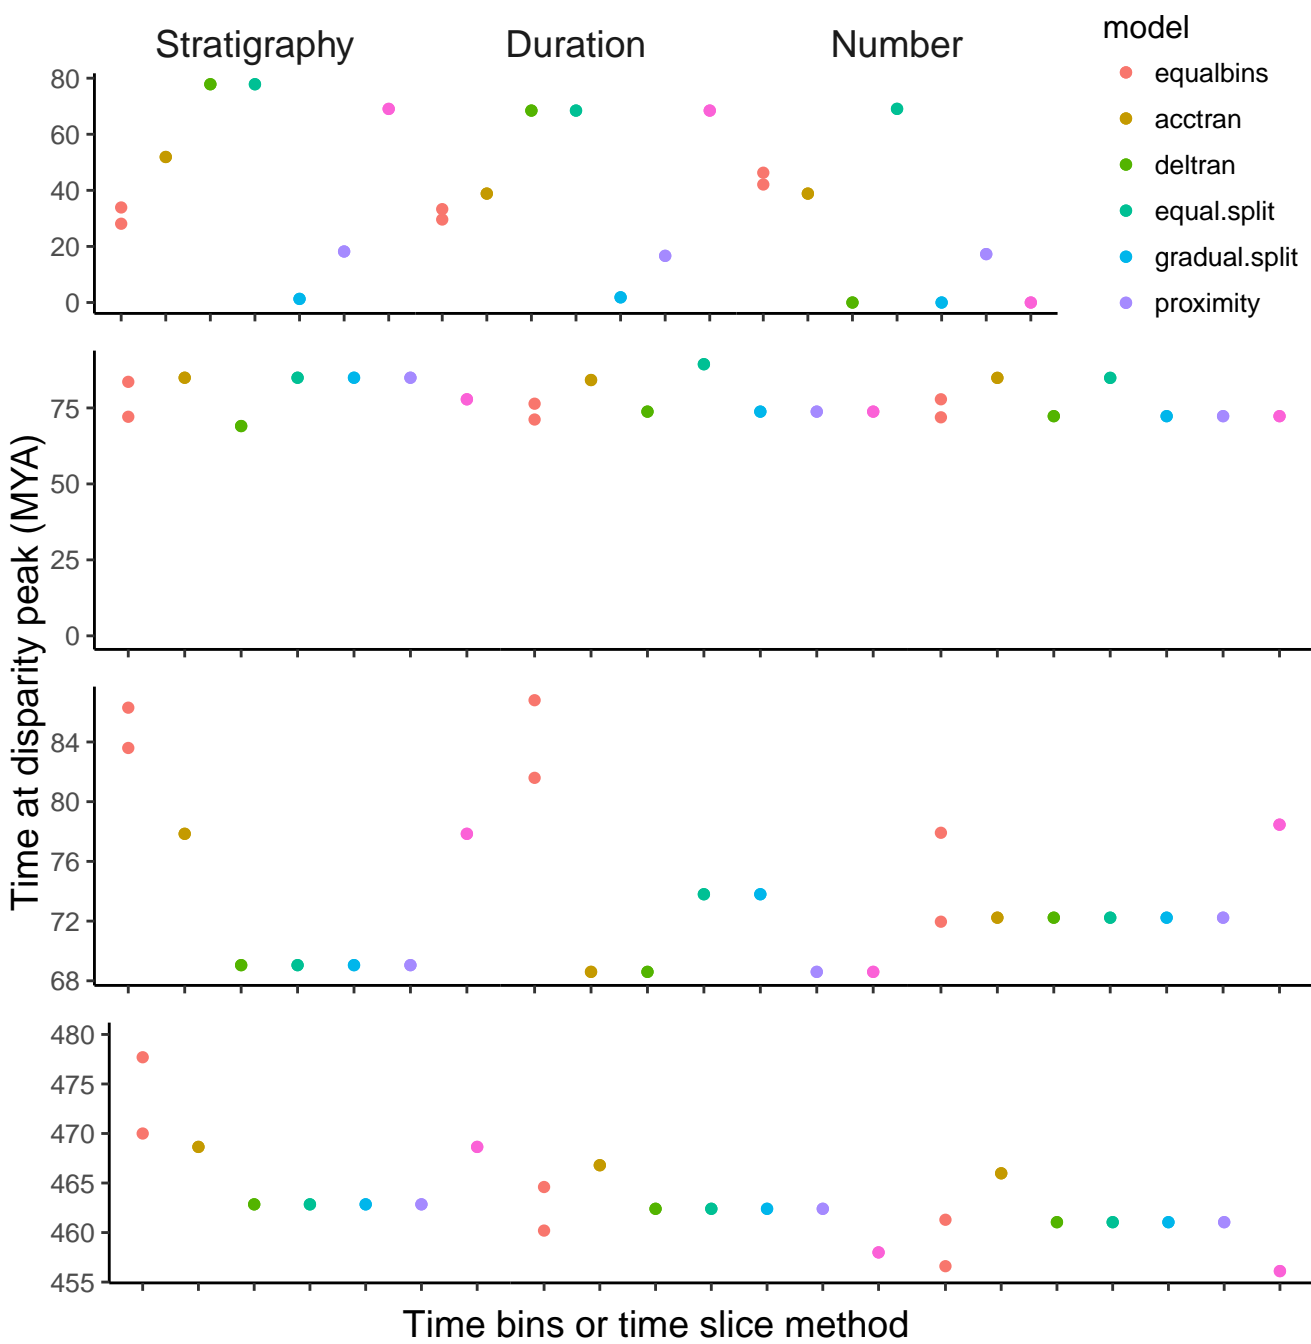 Stratigraphy Duration Number
model
equalbins
acctran
deltran
equal.split
gradual.split
proximity
80
60
40
20
0
75
50
25
0
84
80
76
72
68
480
475
470
465
460
455
Time at disparity peak (MYA)
Time bins or time slice method